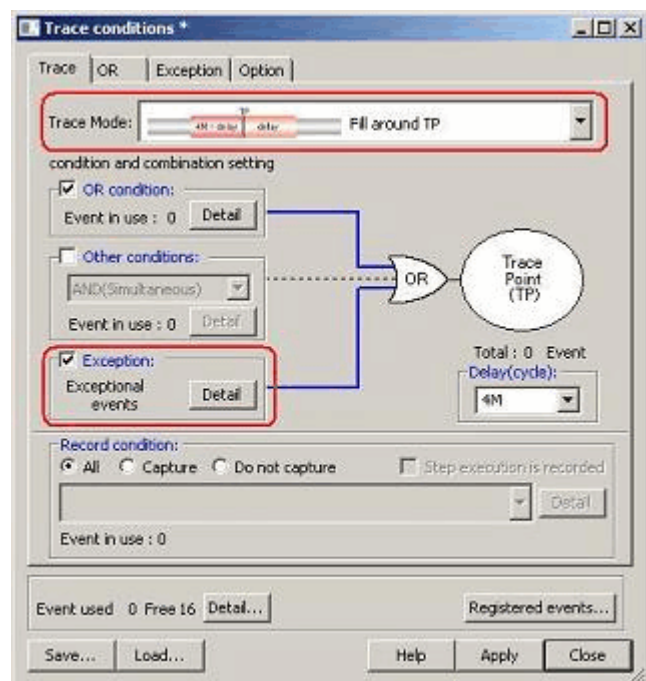 Trace conditions *
Trace OR Exception Option
Trace Mode: TP 4M - delay delay Fill around TP
condition and combination setting
OR condition:
Event in use : 0 Detail
Other conditions:
AND(Simultaneous)
Event in use : 0 Detail
Exception:
Exceptional events Detail
OR
Trace
Point
(TP)
Total : 0 Event
Delay(cycle):
4M
Record condition:
All Capture Do not capture Step execution is recorded
Detail
Event in use : 0
Event used 0 Free 16 Detail... Registered events...
Save... Load... Help Apply Close